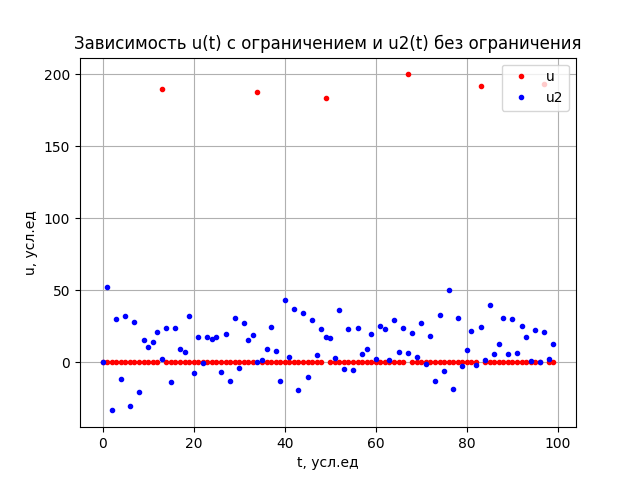 Зависимость u(t) с ограничением и u2(t) без ограничения
u
u2
u, усл.ед
200
150
100
50
0
0 20 40 60 80 100
t, усл.ед